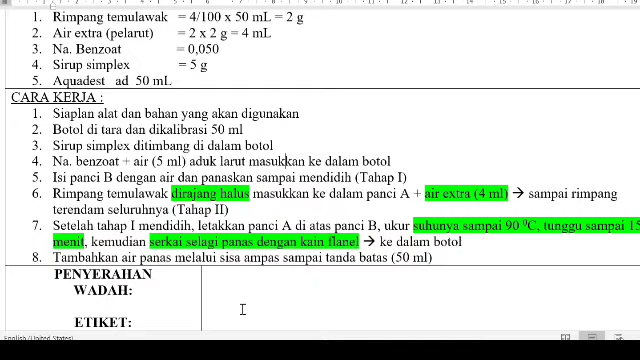 1. Rimpang temulawak = 4/100 x 50 mL = 2 g
2. Air extra (pelarut) = 2 x 2 g = 4 mL
3. Na. Benzoat = 0,050
4. Sirup simplex = 5 g
5. Aquadest ad 50 mL
CARA KERJA :
1. Siaplan alat dan bahan yang akan digunakan
2. Botol di tara dan dikalibrasi 50 ml
3. Sirup simplex ditimbang di dalam botol
4. Na. benzoat + air (5 ml) aduk larut masukkan ke dalam botol
5. Isi panci B dengan air dan panaskan sampai mendidih (Tahap I)
6. Rimpang temulawak dirajang halus masukkan ke dalam panci A + air extra (4 ml) → sampai rimpang
terendam seluruhnya (Tahap II)
7. Setelah tahap I mendidih, letakkan panci A di atas panci B, ukur suhunya sampai 90 ⁰C, tunggu sampai 15
menit, kemudian serkai selagi panas dengan kain flanel → ke dalam botol
8. Tambahkan air panas melalui sisa ampas sampai tanda batas (50 ml)
PENYERAHAN
WADAH:
ETIKET:
English (United States)